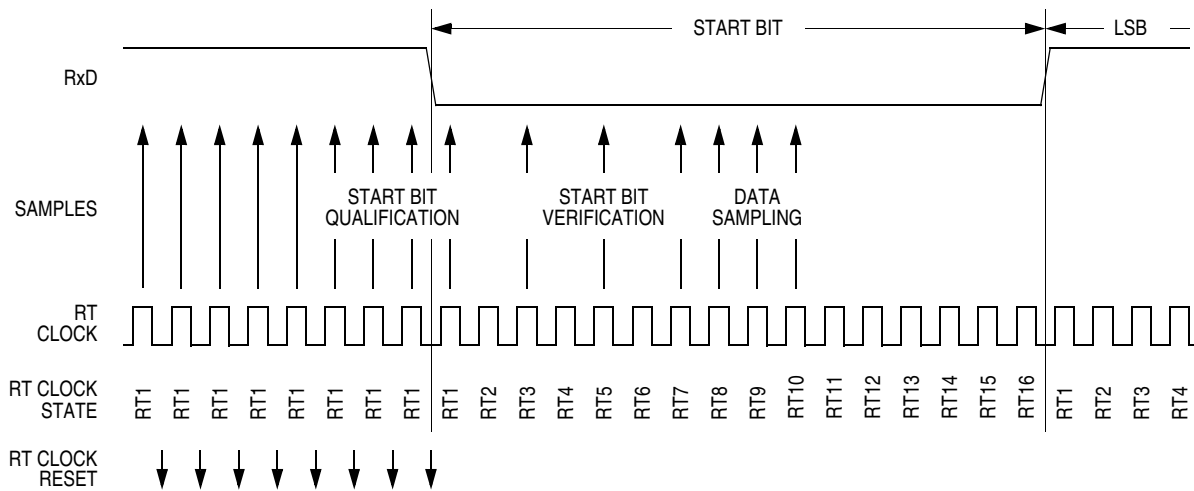 START BIT
LSB
RxD
SAMPLES
START BIT
QUALIFICATION
START BIT
VERIFICATION
DATA
SAMPLING
RT
CLOCK
RT CLOCK
STATE
RT1 RT1 RT1 RT1 RT1 RT1 RT1 RT1 RT1 RT2 RT3 RT4 RT5 RT6 RT7 RT8 RT9 RT10 RT11 RT12 RT13 RT14 RT15 RT16 RT1 RT2 RT3 RT4
RT CLOCK
RESET